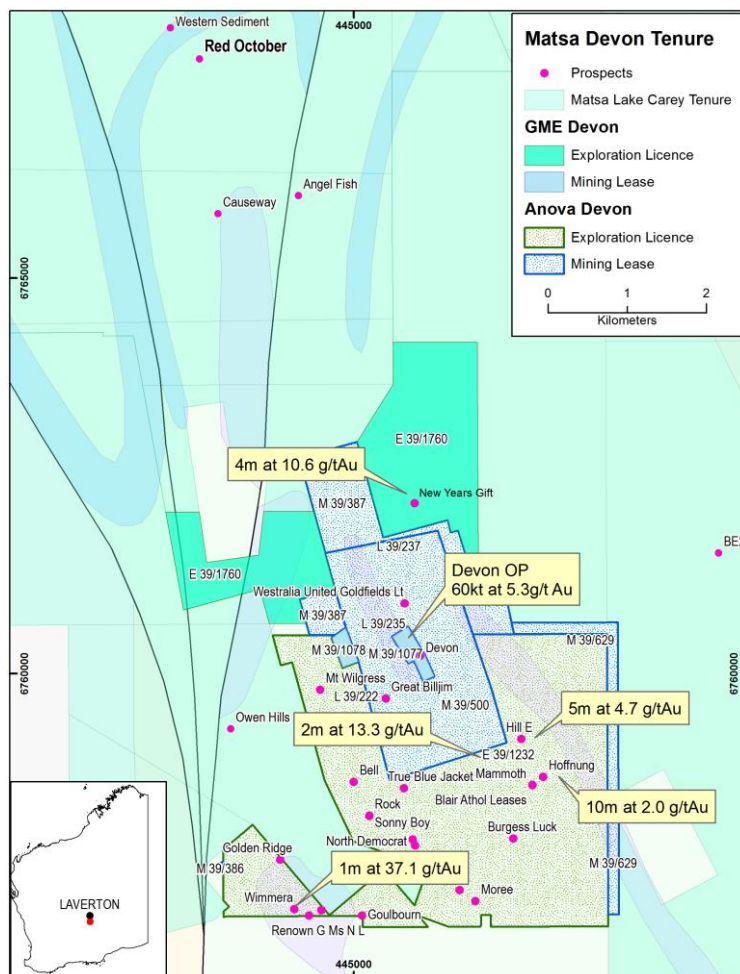 445000
Western Sediment
Red October
Matsa Devon Tenure
Prospects
Matsa Lake Carey Tenure
GME Devon
Exploration Licence
Mining Lease
Anova Devon
Exploration Licence
Mining Lease
0 1 2
Kilometers
Angel Fish
Causeway
6765000
6765000
E 39/1760
4m at 10.6 g/tAu
New Years Gift
M 39/387
L 39/237
BE
E 39/1760
Devon OP
60kt at 5.3g/t Au
Westralia United Goldfields Lt
M 39/387
L 39/235
M 39/629
M 39/1078
M 39/1077
Devon
6760000
6760000
Mt Wilgress
L 39/222
Great Billjim
M 39/500
Owen Hills
2m at 13.3 g/tAu
Hill E
5m at 4.7 g/tAu
E 39/1232
Bell
True Blue Jacket
Mammoth
Hoffnung
Blair Athol Leases
10m at 2.0 g/tAu
Rock
Sonny Boy
North Democrat
Burgess Luck
Golden Ridge
M 39/386
1m at 37.1 g/tAu
M 39/629
Wimmera
Moree
Renown G Ms N L
Goulbourn
LAVERTON
445000